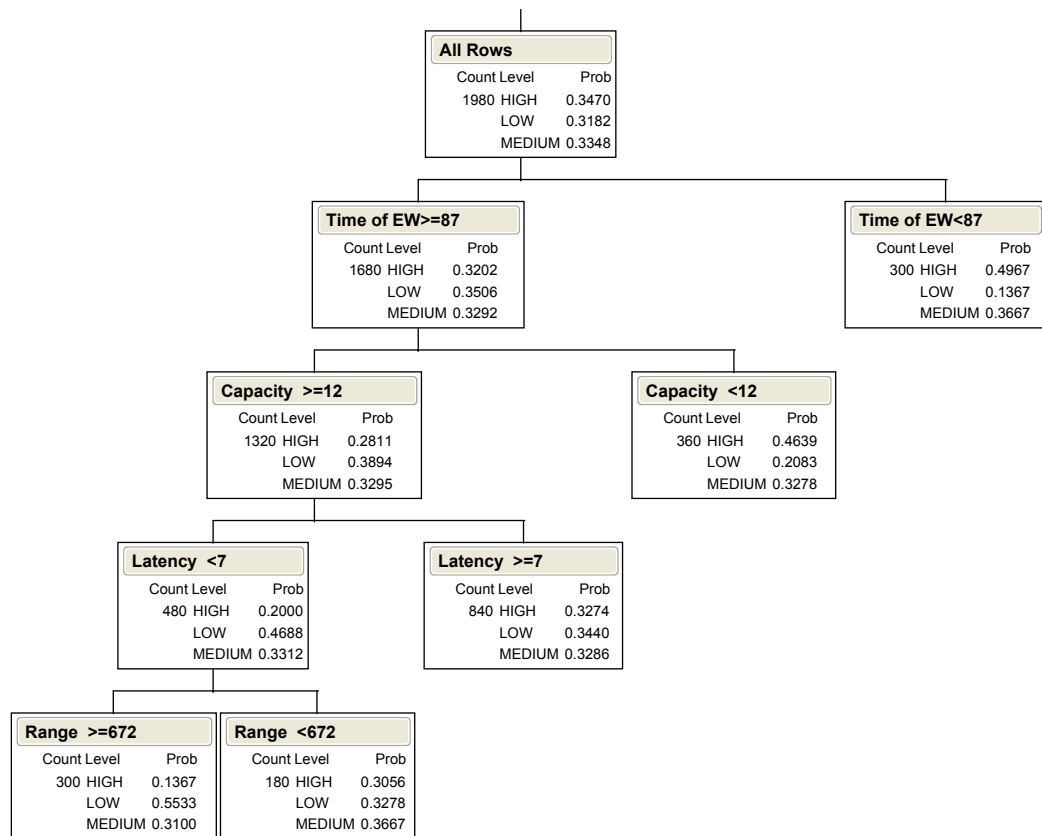 All Rows
Count Level Prob
1980 HIGH 0.3470
LOW 0.3182
MEDIUM 0.3348
Time of EW>=87
Count Level Prob
1680 HIGH 0.3202
LOW 0.3506
MEDIUM 0.3292
Time of EW<87
Count Level Prob
300 HIGH 0.4967
LOW 0.1367
MEDIUM 0.3667
Capacity >=12
Count Level Prob
1320 HIGH 0.2811
LOW 0.3894
MEDIUM 0.3295
Capacity <12
Count Level Prob
360 HIGH 0.4639
LOW 0.2083
MEDIUM 0.3278
Latency <7
Count Level Prob
480 HIGH 0.2000
LOW 0.4688
MEDIUM 0.3312
Latency >=7
Count Level Prob
840 HIGH 0.3274
LOW 0.3440
MEDIUM 0.3286
Range >=672
Count Level Prob
300 HIGH 0.1367
LOW 0.5533
MEDIUM 0.3100
Range <672
Count Level Prob
180 HIGH 0.3056
LOW 0.3278
MEDIUM 0.3667